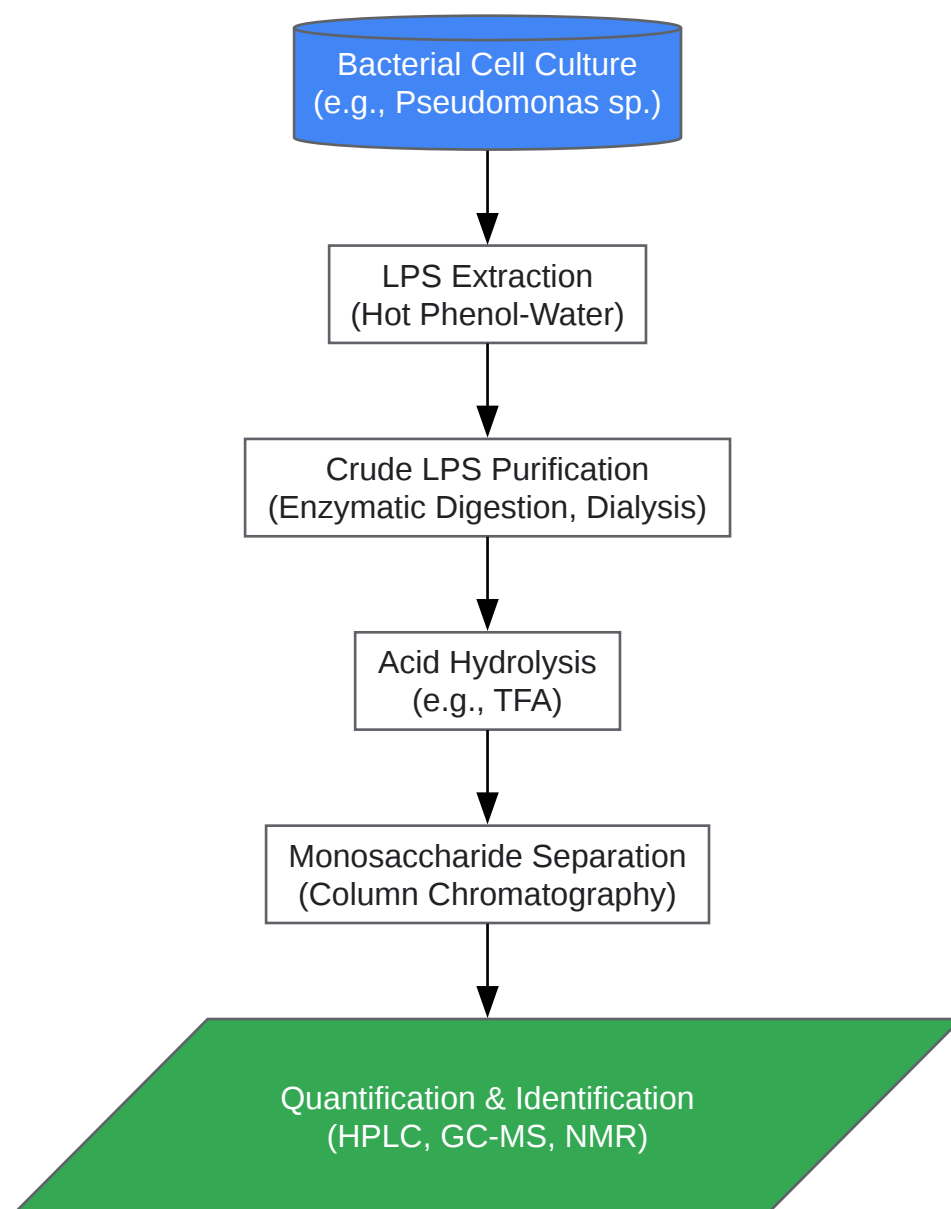 Bacterial Cell Culture
(e.g., Pseudomonas sp.)
LPS Extraction
(Hot Phenol-Water)
Crude LPS Purification
(Enzymatic Digestion, Dialysis)
Acid Hydrolysis
(e.g., TFA)
Monosaccharide Separation
(Column Chromatography)
Quantification & Identification
(HPLC, GC-MS, NMR)